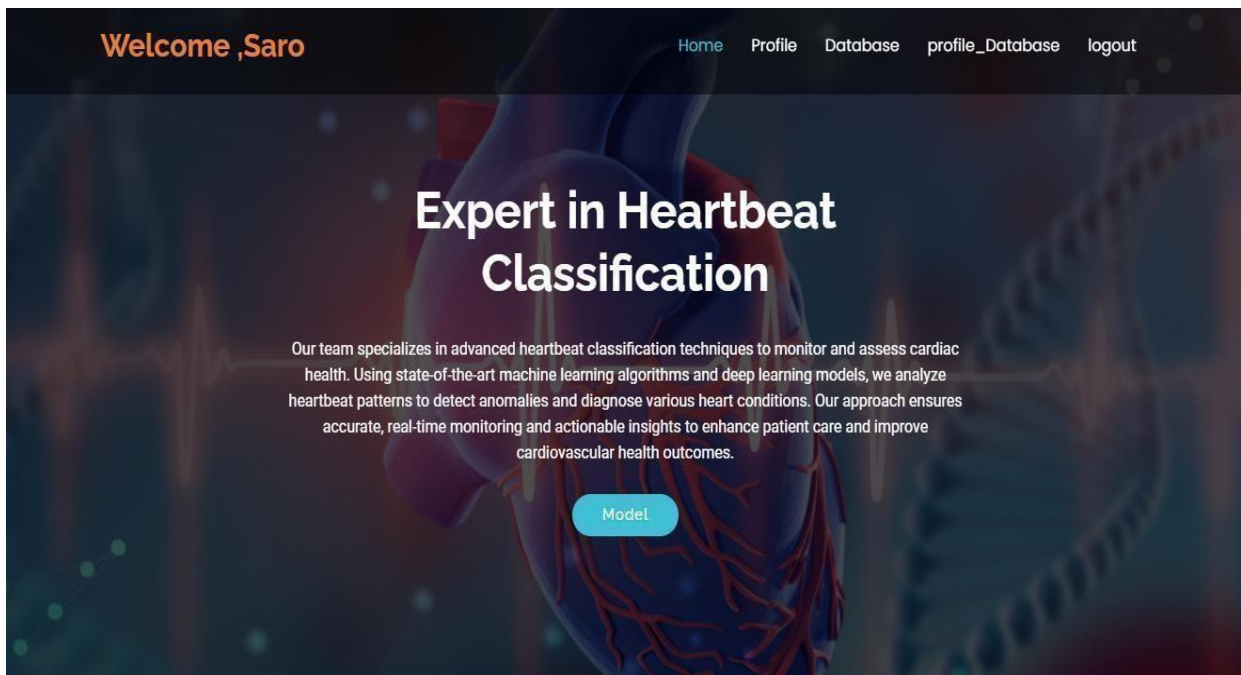 Welcome ,Saro
Home Profile Database profile_Database logout
Expert in Heartbeat
Classification
Our team specializes in advanced heartbeat classification techniques to monitor and assess cardiac
health. Using state-of-the-art machine learning algorithms and deep learning models, we analyze
heartbeat patterns to detect anomalies and diagnose various heart conditions. Our approach ensures
accurate, real-time monitoring and actionable insights to enhance patient care and improve
cardiovascular health outcomes.
Model